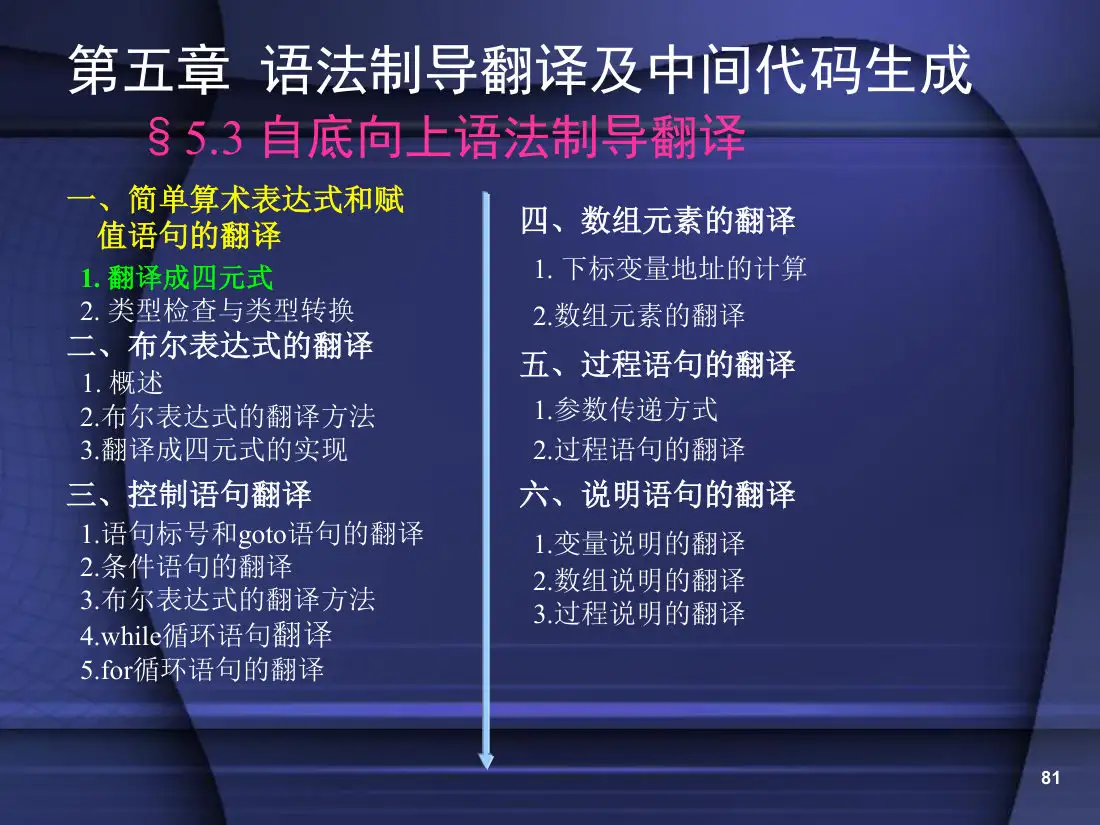 第五章 语法制导翻译及中间代码生成
§5.3 自底向上语法制导翻译
一、简单算术表达式和赋
值语句的翻译
1. 翻译成四元式
2. 类型检查与类型转换
二、布尔表达式的翻译
1. 概述
2.布尔表达式的翻译方法
3.翻译成四元式的实现
三、控制语句翻译
1.语句标号和goto语句的翻译
2.条件语句的翻译
3.布尔表达式的翻译方法
4.while循环语句翻译
5.for循环语句的翻译
四、数组元素的翻译
1. 下标变量地址的计算
2.数组元素的翻译
五、过程语句的翻译
1.参数传递方式
2.过程语句的翻译
六、说明语句的翻译
1.变量说明的翻译
2.数组说明的翻译
3.过程说明的翻译
81